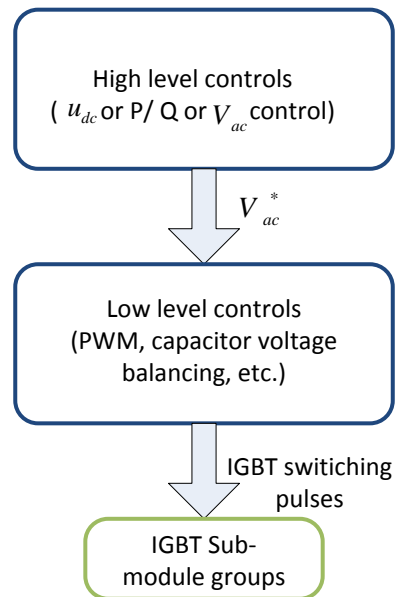 High level controls
( u_dc or P/ Q or V_ac control)
V_ac^*
Low level controls
(PWM, capacitor voltage
balancing, etc.)
IGBT switiching
pulses
IGBT Sub-
module groups